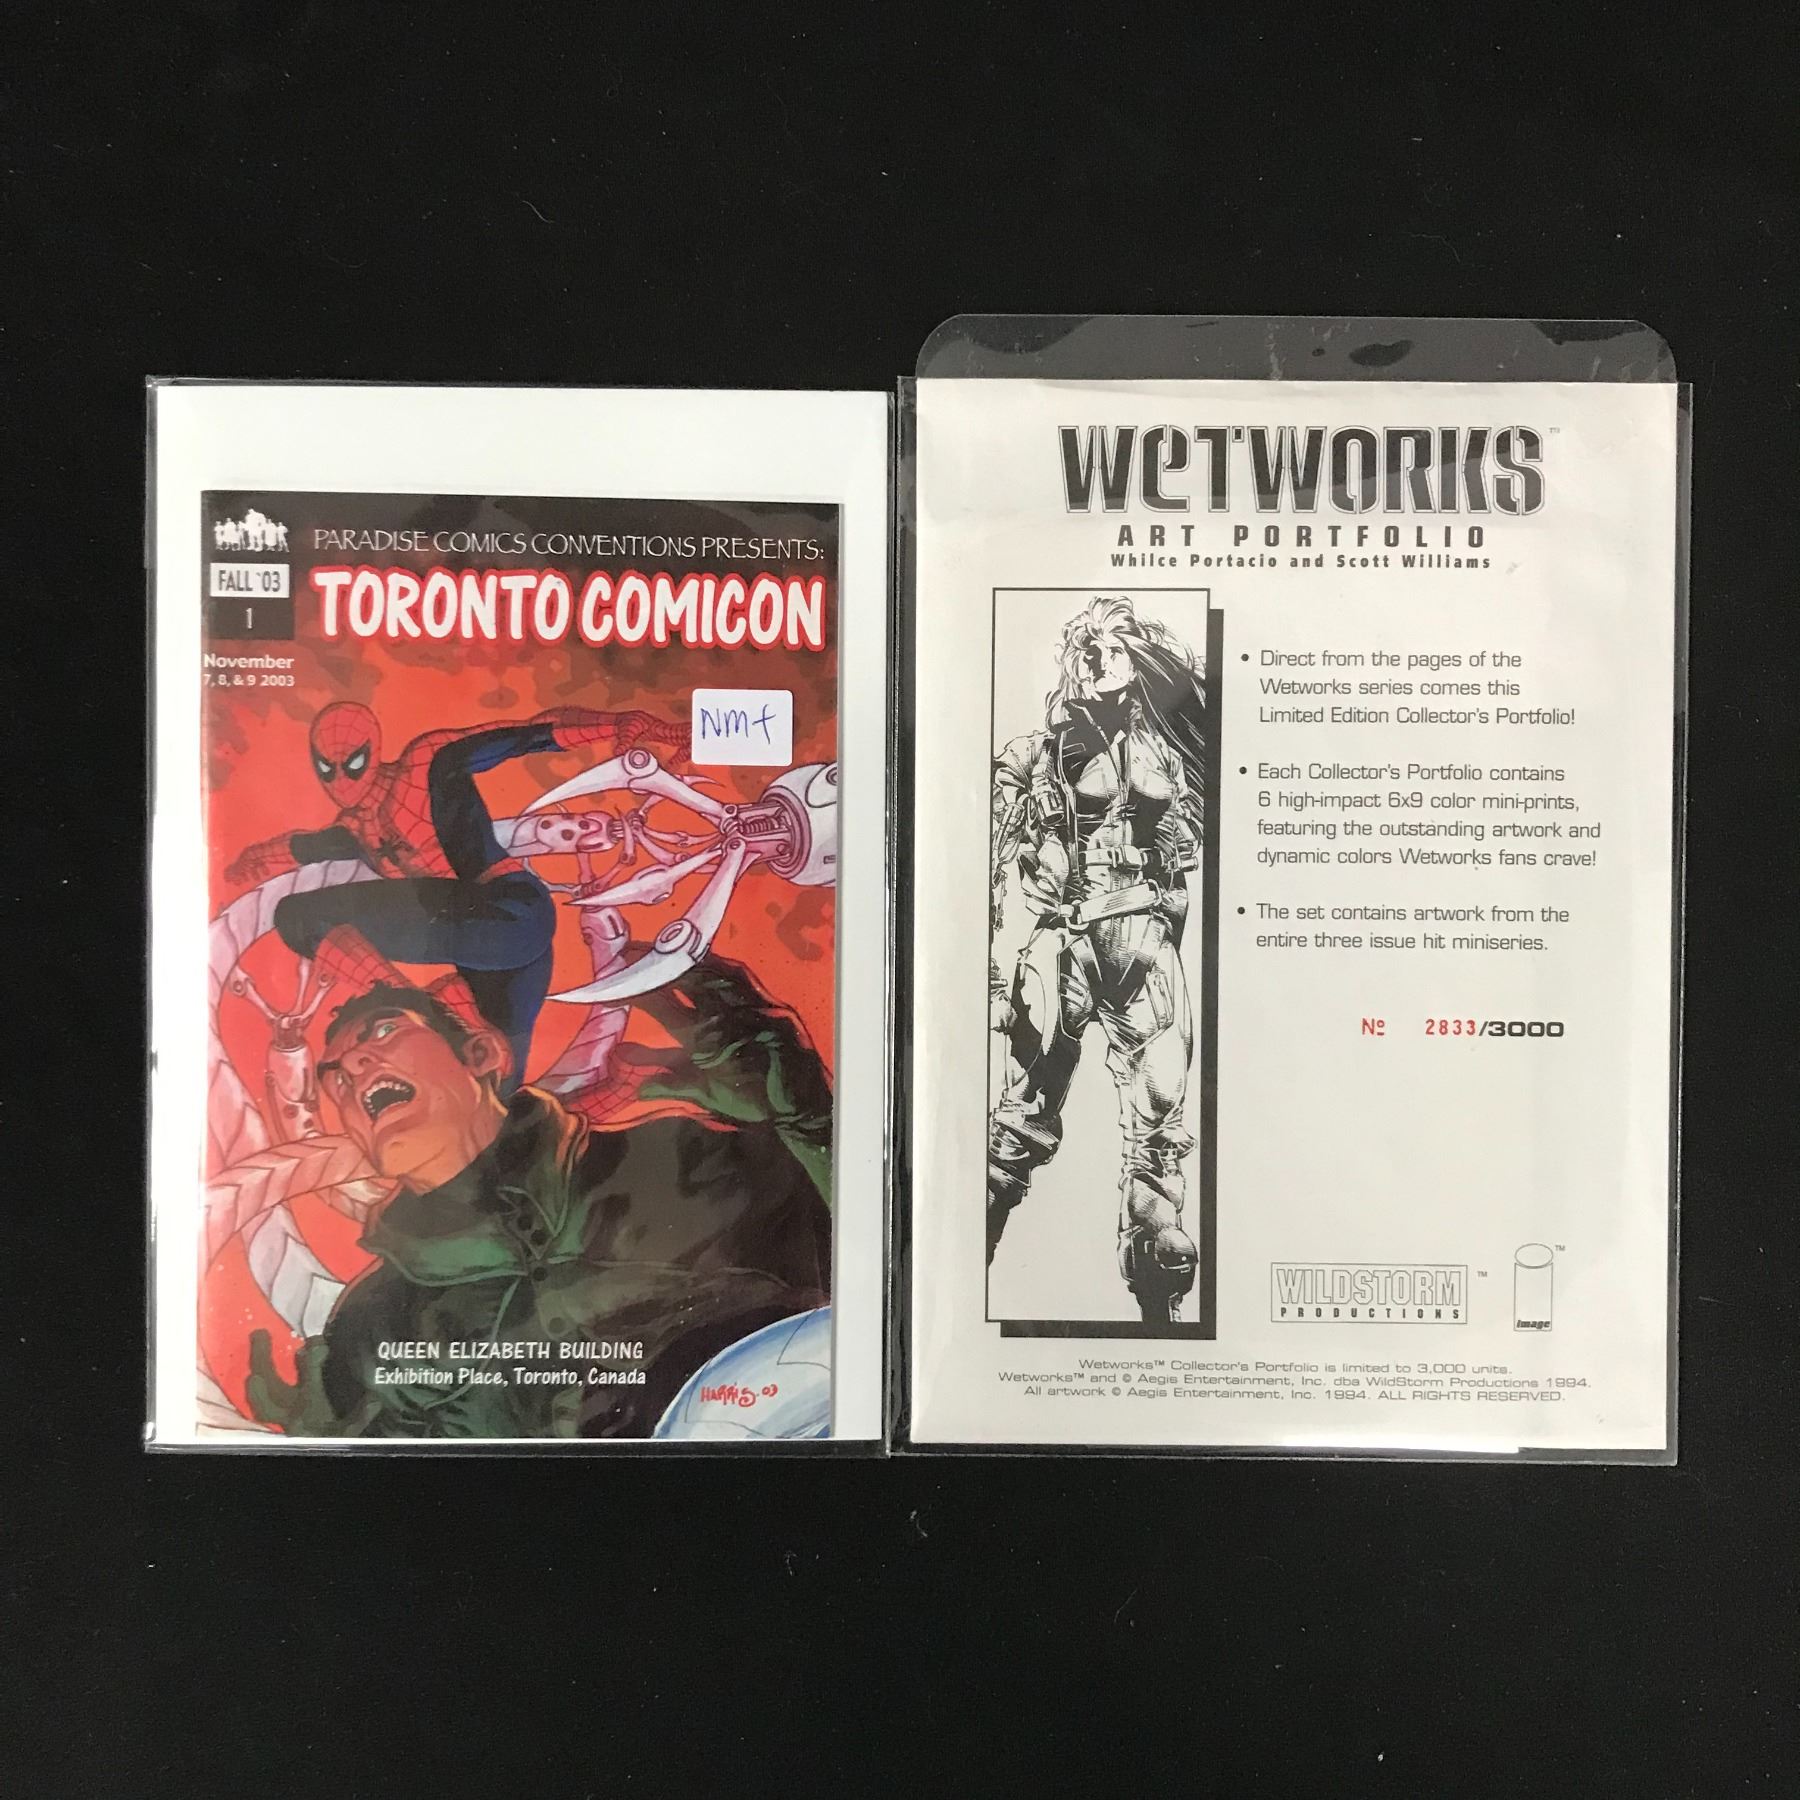 PARADISE COMICS CONVENTIONS PRESENTS:
FALL '03
TORONTO COMICON
1
November
7, 8, & 9 2003
NM+
QUEEN ELIZABETH BUILDING
Exhibition Place, Toronto, Canada
HARRIS .03
WETWORKS™
ART PORTFOLIO
Whilce Portacio and Scott Williams
• Direct from the pages of the
Wetworks series comes this
Limited Edition Collector's Portfolio!
• Each Collector's Portfolio contains
6 high-impact 6x9 color mini-prints,
featuring the outstanding artwork and
dynamic colors Wetworks fans crave!
• The set contains artwork from the
entire three issue hit miniseries.
Nº 2833/3000
WILDSTORM™
PRODUCTIONS
TM
image
Wetworks™ Collector's Portfolio is limited to 3,000 units.
Wetworks™ and © Aegis Entertainment, Inc. dba WildStorm Productions 1994.
All artwork © Aegis Entertainment, Inc. 1994. ALL RIGHTS RESERVED.